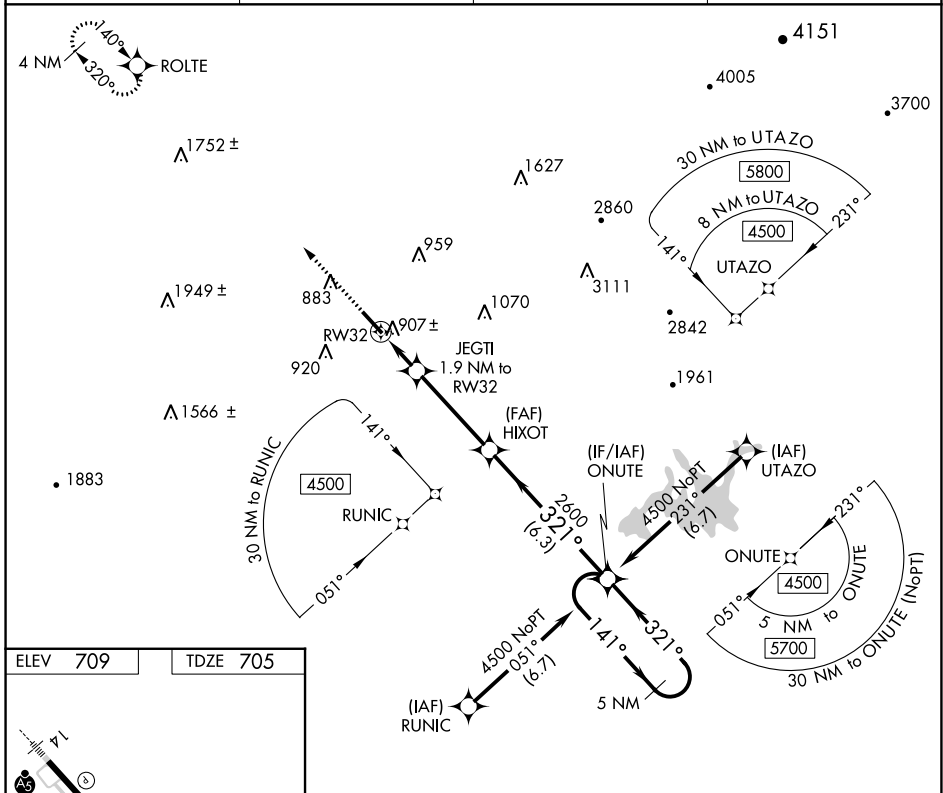 4 NM
140°
320°
ROLTE
4151
4005
3700
1752 ±
1627
30 NM to UTAZO
5800
8 NM to UTAZO
4500
141°
231°
UTAZO
2860
959
3111
1949 ±
883
1070
2842
RW32
907 ±
920
JEGTI
1.9 NM to
RW32
1961
1566 ±
(FAF)
HIXOT
30 NM to RUNIC
141°
4500
RUNIC
051°
1883
(IF/IAF)
ONUTE
(IAF)
UTAZO
2600
321°
(6.3)
4500 NoPT
231°
(6.7)
231°
ONUTE
4500
051°
5 NM to ONUTE
5700
30 NM to ONUTE (NoPT)
141°
321°
5 NM
4500 NoPT
051°
(6.7)
(IAF)
RUNIC
ELEV 709
TDZE 705
14
A5
P